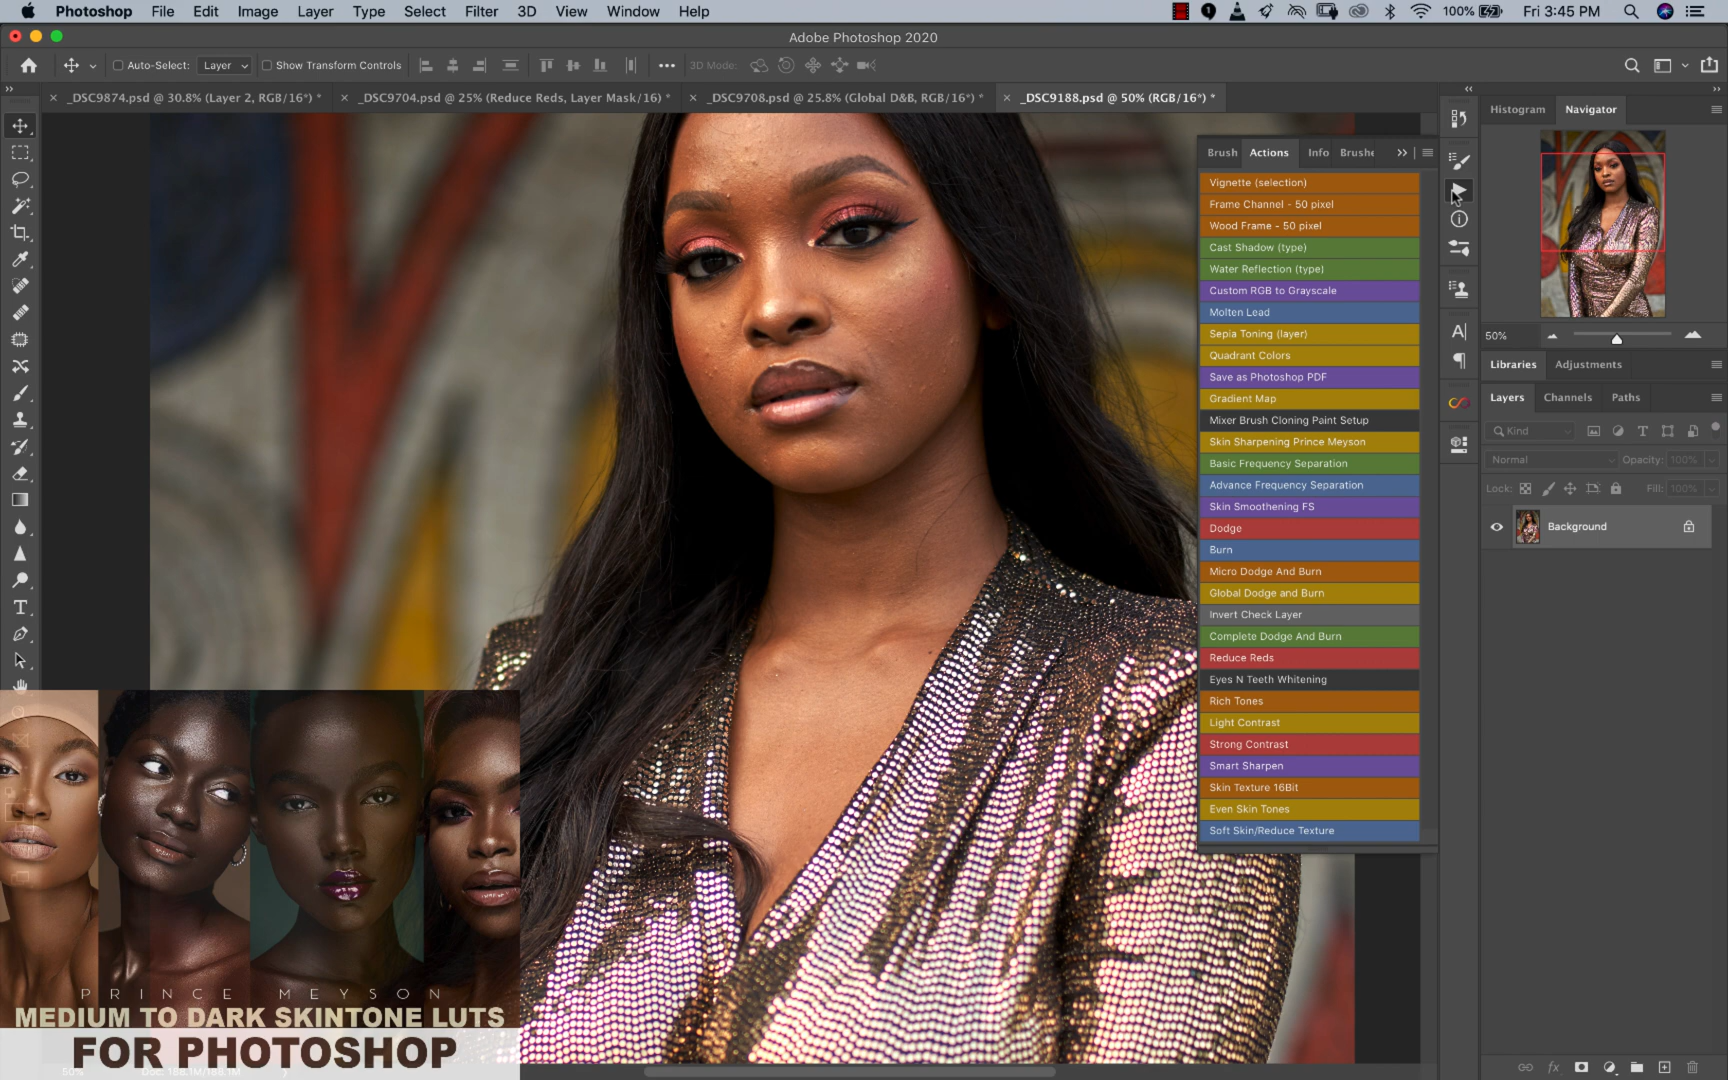 Photoshop File Edit Image Layer Type Select Filter 3D View Window Help 100% Fri 3:45 PM
Adobe Photoshop 2020
Auto-Select: Layer Show Transform Controls 3D Mode:
_DSC9874.psd @ 30.8% (Layer 2, RGB/16*) * _DSC9704.psd @ 25% (Reduce Reds, Layer Mask/16) * _DSC9708.psd @ 25.8% (Global D&B, RGB/16*) * _DSC9188.psd @ 50% (RGB/16*) *
Brush Actions Info Brushe
Vignette (selection)
Frame Channel - 50 pixel
Wood Frame - 50 pixel
Cast Shadow (type)
Water Reflection (type)
Custom RGB to Grayscale
Molten Lead
Sepia Toning (layer)
Quadrant Colors
Save as Photoshop PDF
Gradient Map
Mixer Brush Cloning Paint Setup
Skin Sharpening Prince Meyson
Basic Frequency Separation
Advance Frequency Separation
Skin Smoothening FS
Dodge
Burn
Micro Dodge And Burn
Global Dodge and Burn
Invert Check Layer
Complete Dodge And Burn
Reduce Reds
Eyes N Teeth Whitening
Rich Tones
Light Contrast
Strong Contrast
Smart Sharpen
Skin Texture 16Bit
Even Skin Tones
Soft Skin/Reduce Texture
Histogram Navigator
50%
Libraries Adjustments
Layers Channels Paths
Kind
Normal Opacity: 100%
Lock: Fill: 100%
Background
PRINCE MEYSON
MEDIUM TO DARK SKINTONE LUTS
FOR PHOTOSHOP
50% Doc: 188.1M/188.1M